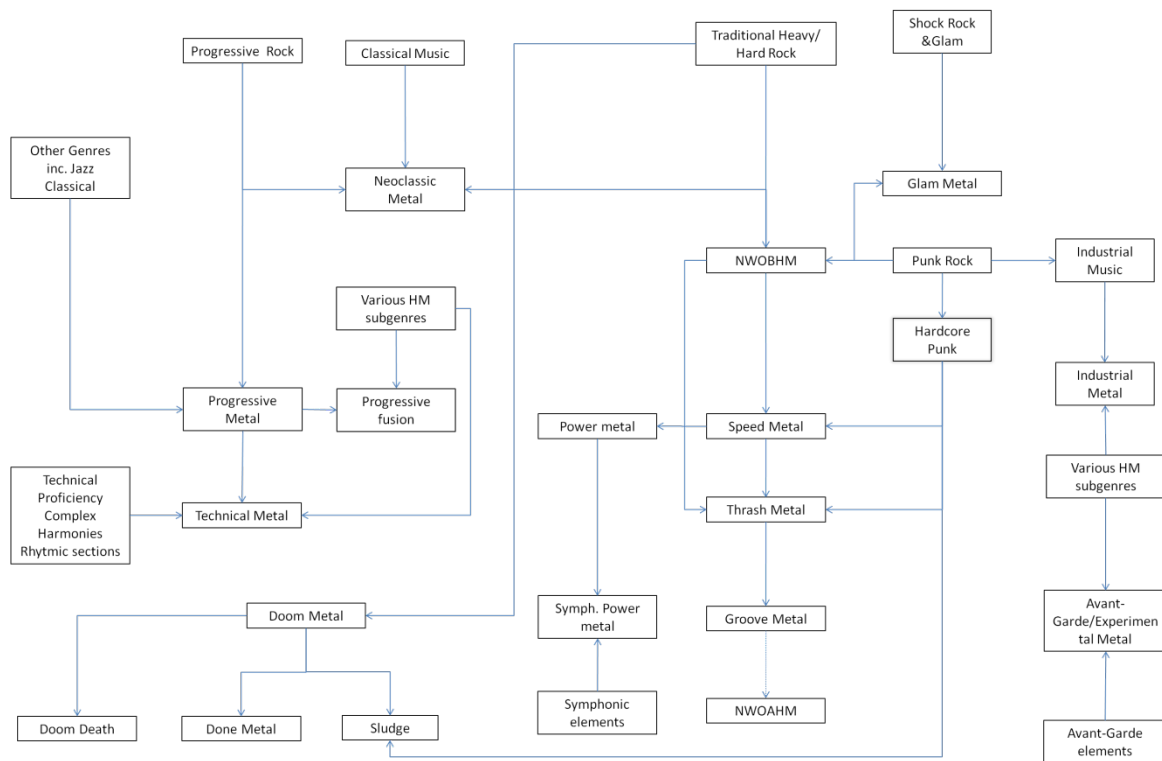 Progressive Rock
Classical Music
Traditional Heavy/
Hard Rock
Shock Rock
&Glam
Other Genres
inc. Jazz
Classical
Neoclassic
Metal
Glam Metal
NWOBHM
Punk Rock
Industrial
Music
Various HM
subgenres
Hardcore
Punk
Progressive
Metal
Progressive
fusion
Industrial
Metal
Power metal
Speed Metal
Various HM
subgenres
Technical
Proficiency
Complex
Harmonies
Rhytmic sections
Technical Metal
Thrash Metal
Doom Metal
Symph. Power
metal
Groove Metal
Avant-
Garde/Experimen
tal Metal
Doom Death
Done Metal
Sludge
Symphonic
elements
NWOAHM
Avant-Garde
elements